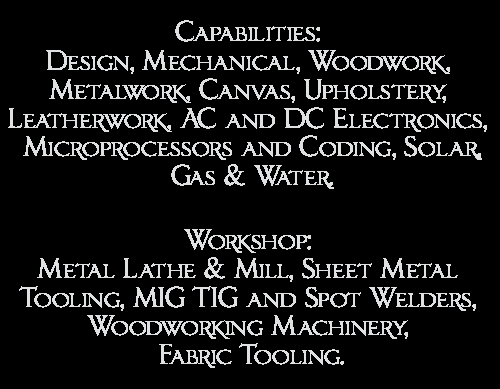 Capabilities:
Design, Mechanical, Woodwork,
Metalwork, Canvas, Upholstery,
Leatherwork, AC and DC Electronics,
Microprocessors and Coding, Solar,
Gas & Water,
Workshop:
Metal Lathe & Mill, Sheet Metal
Tooling, MIG TIG and Spot Welders,
Woodworking Machinery,
Fabric Tooling.